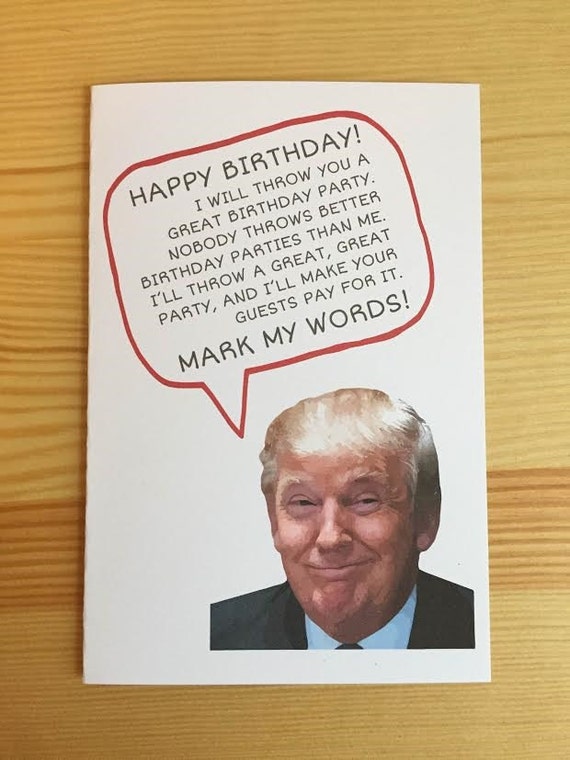 HAPPY BIRTHDAY!
I WILL THROW YOU A
GREAT BIRTHDAY PARTY.
NOBODY THROWS BETTER
BIRTHDAY PARTIES THAN ME.
I'LL THROW A GREAT, GREAT
PARTY, AND I'LL MAKE YOUR
GUESTS PAY FOR IT.
MARK MY WORDS!